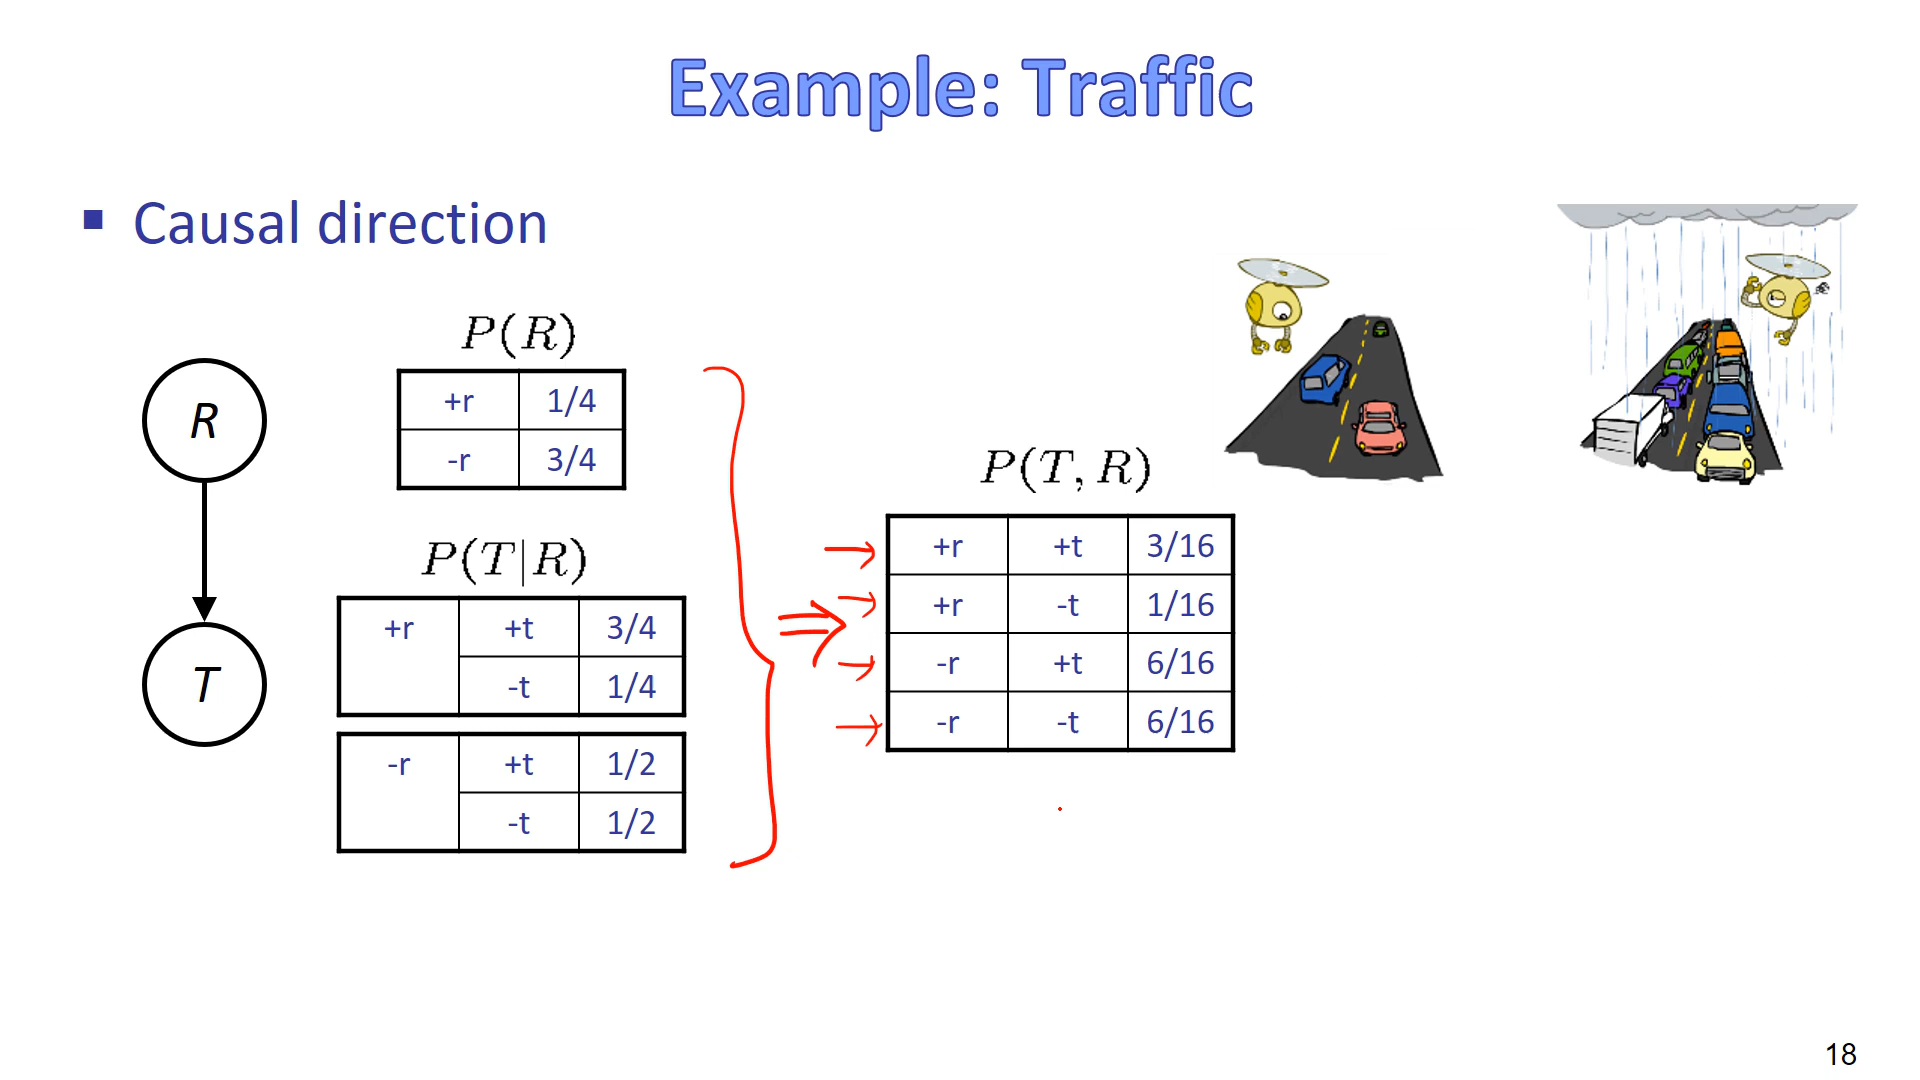 Example: Traffic
▪ Causal direction
P(R)
+r 1/4
-r 3/4
R
P(T|R)
+r +t 3/4
-t 1/4
-r +t 1/2
-t 1/2
T
P(T, R)
+r +t 3/16
+r -t 1/16
-r +t 6/16
-r -t 6/16
18